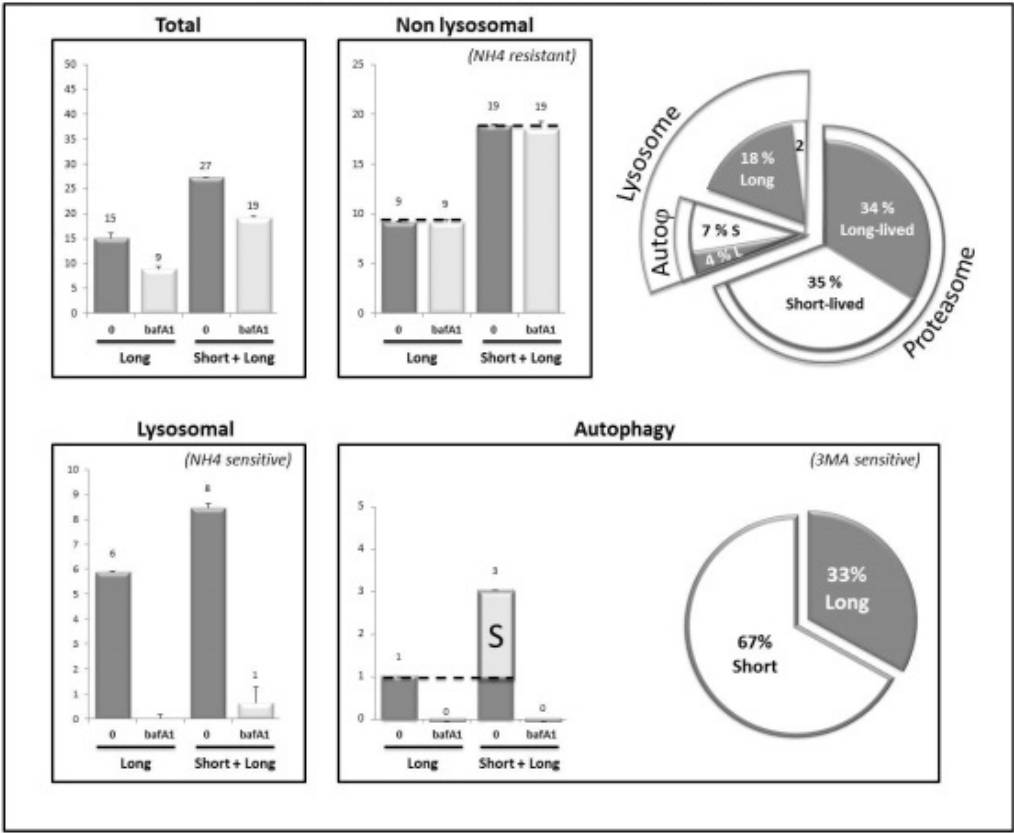 Total
50
45
40
35
30
25
20
15
10
5
0
15
9
27
19
0 bafA1 0 bafA1
Long Short + Long
Non lysosomal
(NH4 resistant)
25
20
15
10
5
0
9
9
19
19
0 bafA1 0 bafA1
Long Short + Long
Lysosome
Autoφ
Proteasome
18 %
Long
2
7 % S
4 % L
34 %
Long-lived
35 %
Short-lived
Lysosomal
(NH4 sensitive)
10
9
8
7
6
5
4
3
2
1
0
6
8
1
0 bafA1 0 bafA1
Long Short + Long
Autophagy
(3MA sensitive)
5
4
3
2
1
0
1
0
3
S
0
0 bafA1 0 bafA1
Long Short + Long
33%
Long
67%
Short